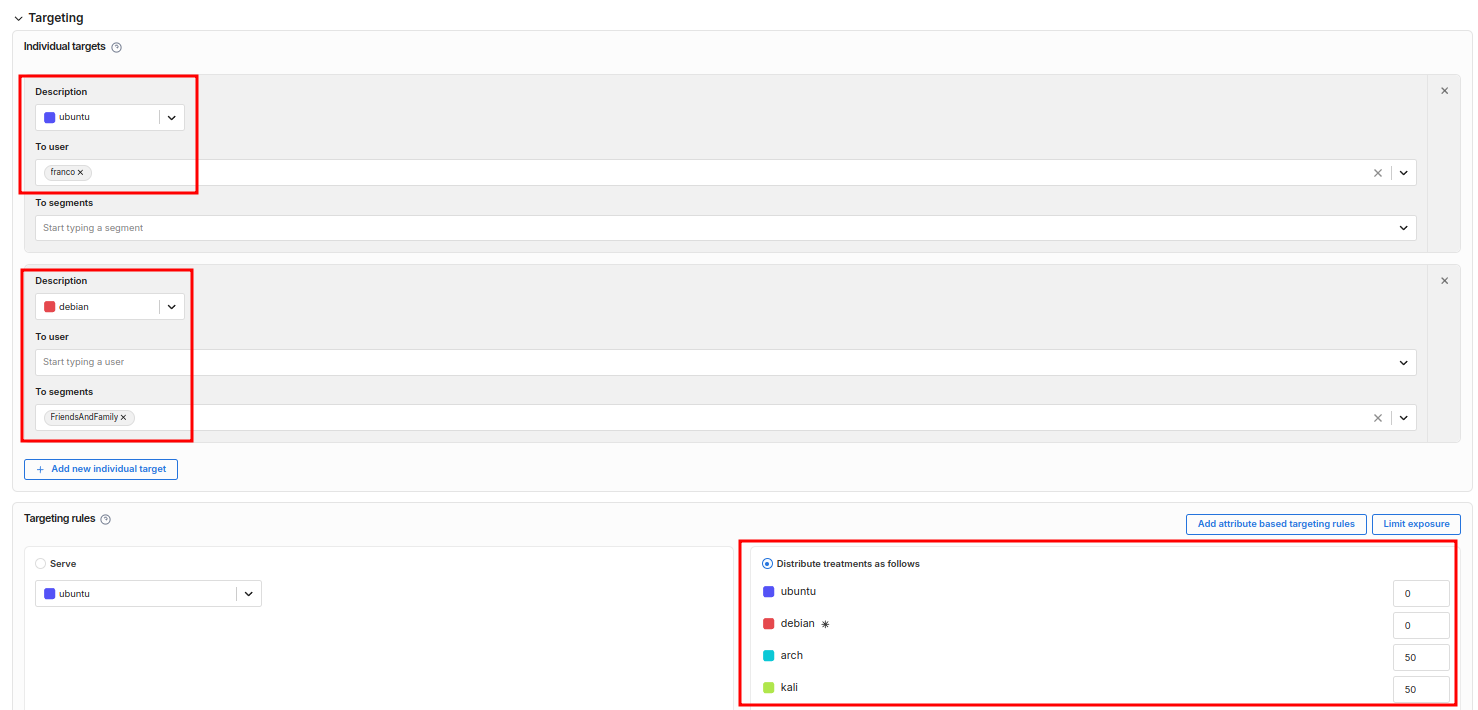 Targeting
Individual targets
Description
ubuntu
To user
franco
To segments
Start typing a segment
Description
debian
To user
Start typing a user
To segments
FriendsAndFamily
+ Add new individual target
Targeting rules
Add attribute based targeting rules Limit exposure
Serve
ubuntu
Distribute treatments as follows
ubuntu 0
debian ✳ 0
arch 50
kali 50